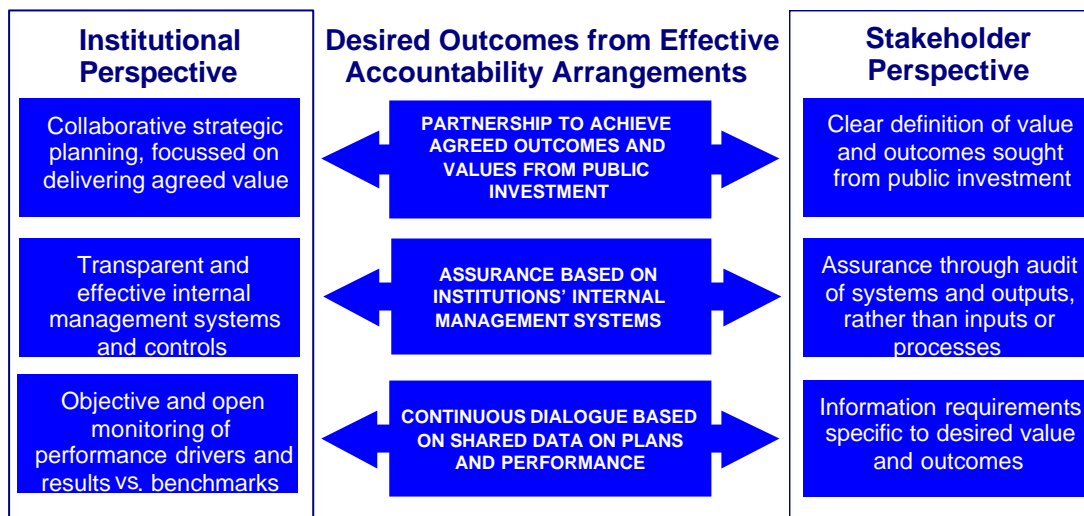 Institutional
Perspective
Collaborative strategic
planning, focussed on
delivering agreed value
Transparent and
effective internal
management systems
and controls
Objective and open
monitoring of
performance drivers and
results vs. benchmarks
Desired Outcomes from Effective
Accountability Arrangements
PARTNERSHIP TO ACHIEVE
AGREED OUTCOMES AND
VALUES FROM PUBLIC
INVESTMENT
ASSURANCE BASED ON
INSTITUTIONS’ INTERNAL
MANAGEMENT SYSTEMS
CONTINUOUS DIALOGUE BASED
ON SHARED DATA ON PLANS
AND PERFORMANCE
Stakeholder
Perspective
Clear definition of value
and outcomes sought
from public investment
Assurance through audit
of systems and outputs,
rather than inputs or
processes
Information requirements
specific to desired value
and outcomes